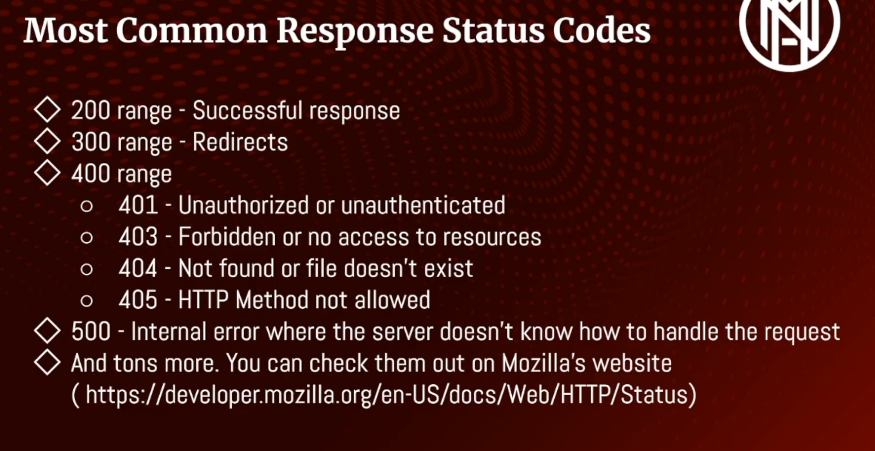 Most Common Response Status Codes
200 range - Successful response
300 range - Redirects
400 range
401 - Unauthorized or unauthenticated
403 - Forbidden or no access to resources
404 - Not found or file doesn't exist
405 - HTTP Method not allowed
500 - Internal error where the server doesn't know how to handle the request
And tons more. You can check them out on Mozilla's website
( https://developer.mozilla.org/en-US/docs/Web/HTTP/Status)